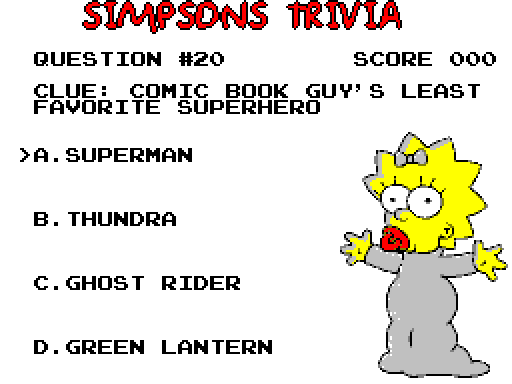 SIMPSONS TRIVIA
QUESTION #20 SCORE 000
CLUE: COMIC BOOK GUY'S LEAST
FAVORITE SUPERHERO
>A.SUPERMAN
B.THUNDRA
C.GHOST RIDER
D.GREEN LANTERN